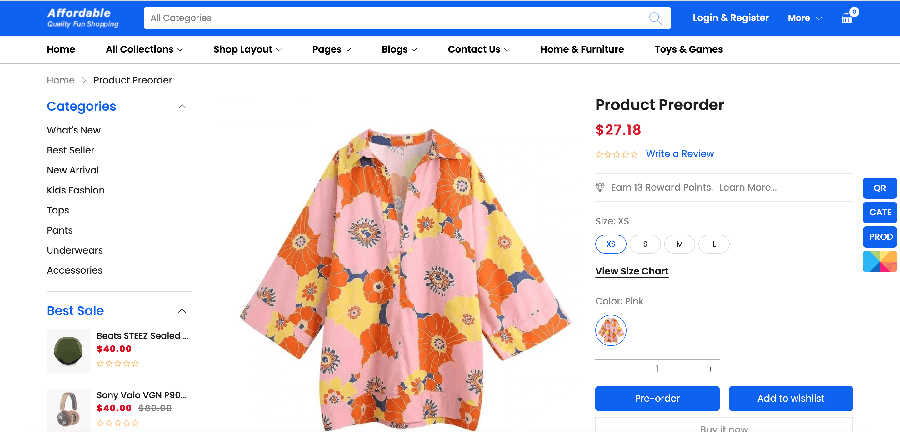 Affordable
Quality Fun Shopping
All Categories
Login & Register
More
0
Home
All Collections
Shop Layout
Pages
Blogs
Contact Us
Home & Furniture
Toys & Games
Home > Product Preorder
Categories
What's New
Best Seller
New Arrival
Kids Fashion
Tops
Pants
Underwears
Accessories
Best Sale
Beats STEEZ Sealed ...
$40.00
Sony Vaio VGN P90...
$40.00 $80.00
Product Preorder
$27.18
Write a Review
Earn 13 Reward Points. Learn More...
Size: XS
XS
S
M
L
View Size Chart
Color: Pink
1
Pre-order
Add to wishlist
Buy it now
QR
CATE
PROD